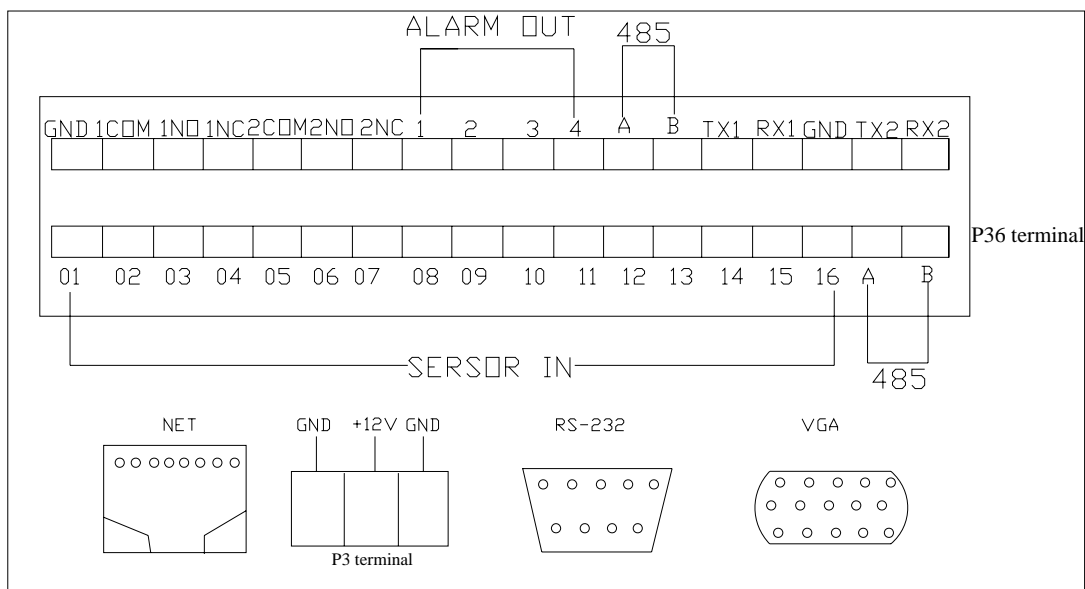 ALARM OUT
485
GND 1COM 1NO 1NC 2COM 2NO 2NC 1 2 3 4 A B TX1 RX1 GND TX2 RX2
P36 terminal
01 02 03 04 05 06 07 08 09 10 11 12 13 14 15 16 A B
SERSOR IN
485
NET GND +12V GND RS-232 VGA
P3 terminal